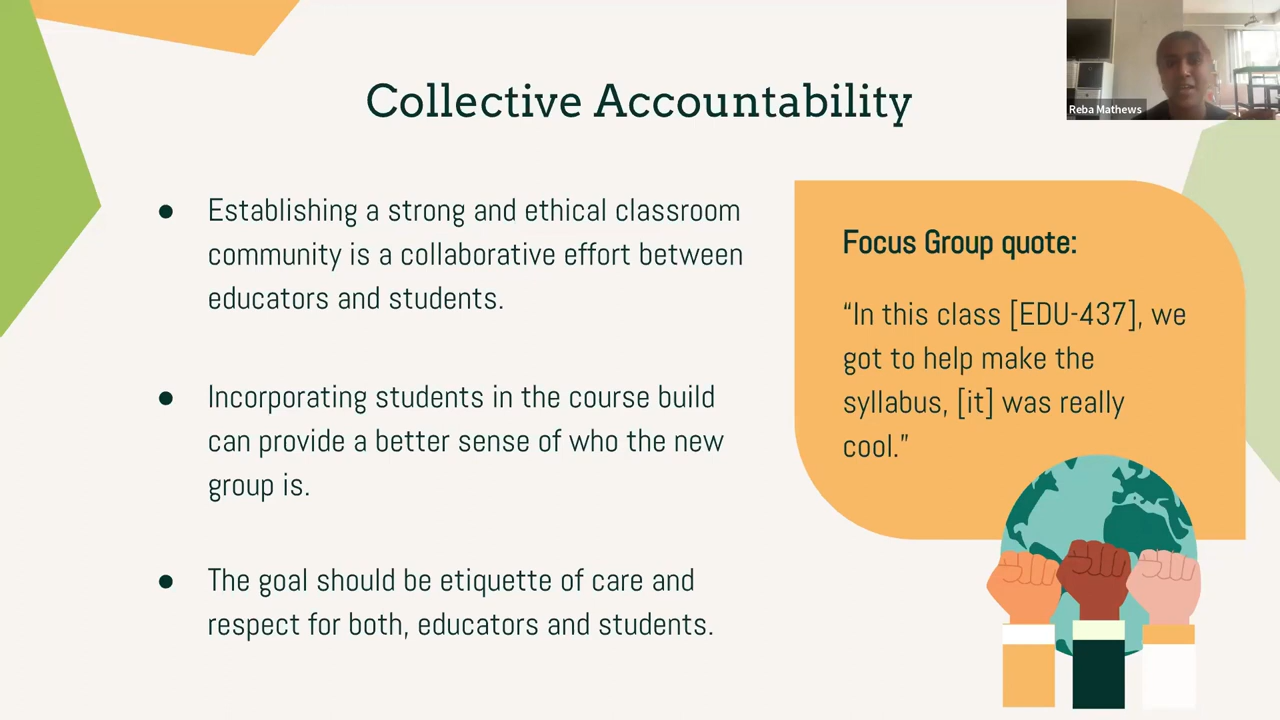 Collective Accountability
Reba Mathews
● Establishing a strong and ethical classroom
community is a collaborative effort between
educators and students.
● Incorporating students in the course build
can provide a better sense of who the new
group is.
● The goal should be etiquette of care and
respect for both, educators and students.
Focus Group quote:
“In this class [EDU-437], we
got to help make the
syllabus, [it] was really
cool.”